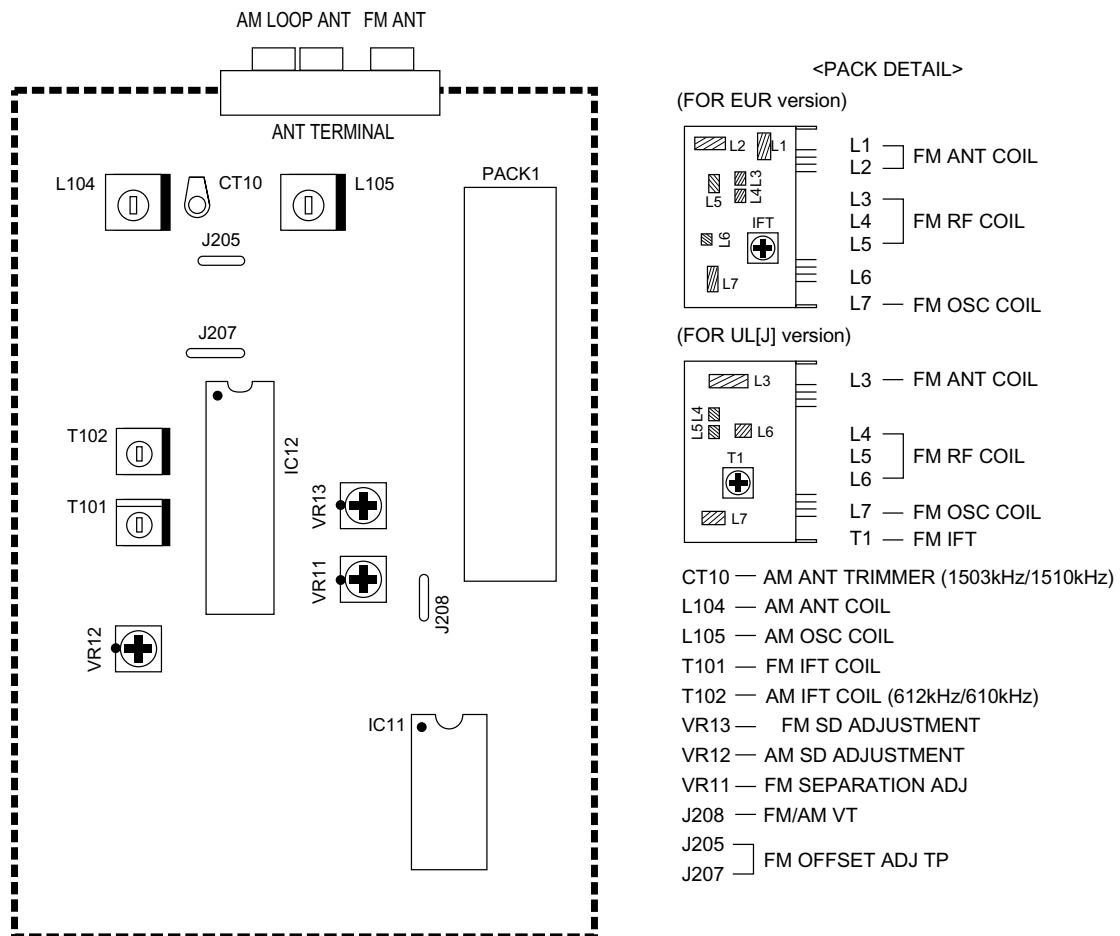 AM LOOP ANT FM ANT
ANT TERMINAL
L104
CT10
L105
PACK1
J205
J207
T102
IC12
T101
VR13
VR11
J208
VR12
IC11
<PACK DETAIL>
(FOR EUR version)
L2
L1
L3
L4
L5
IFT
L6
L7
L1
L2
FM ANT COIL
L3
L4
L5
FM RF COIL
L6
L7 — FM OSC COIL
(FOR UL[J] version)
L3
L4
L5
L6
T1
L7
L3 — FM ANT COIL
L4
L5
L6
FM RF COIL
L7 — FM OSC COIL
T1 — FM IFT
CT10 — AM ANT TRIMMER (1503kHz/1510kHz)
L104 — AM ANT COIL
L105 — AM OSC COIL
T101 — FM IFT COIL
T102 — AM IFT COIL (612kHz/610kHz)
VR13 — FM SD ADJUSTMENT
VR12 — AM SD ADJUSTMENT
VR11 — FM SEPARATION ADJ
J208 — FM/AM VT
J205
J207
FM OFFSET ADJ TP